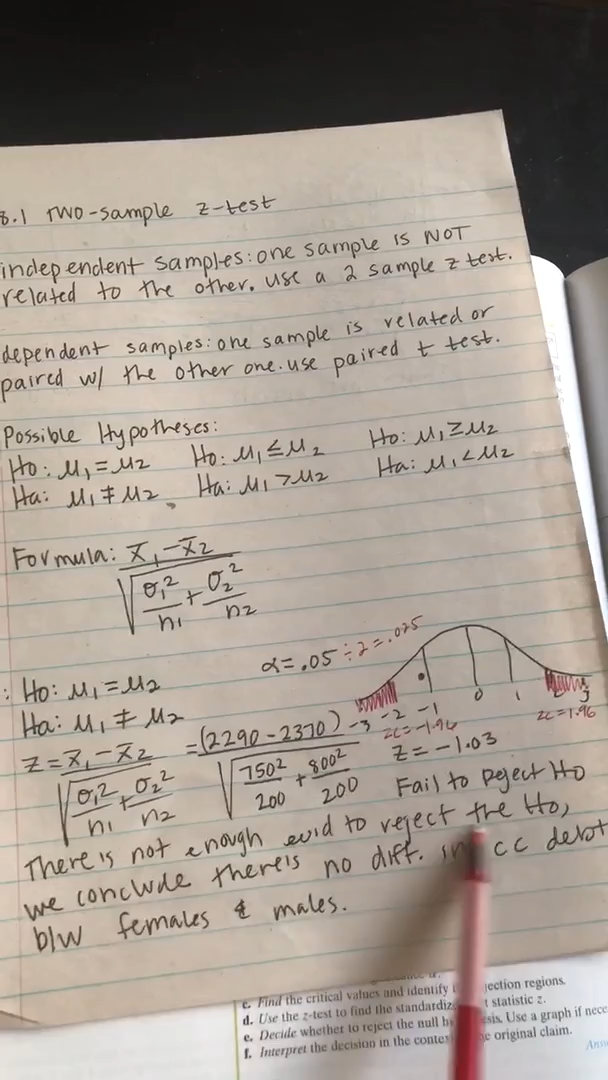 8.1 Two-sample z-test
independent samples: one sample is NOT
related to the other. use a 2 sample z test.
dependent samples: one sample is related or
paired w/ the other one. use paired t test.
Possible Hypotheses:
Ho: μ₁=μ₂ Ho: μ₁≤μ₂ Ho: μ₁≥μ₂
Ha: μ₁≠μ₂ Ha: μ₁>μ₂ Ha: μ₁<μ₂
Formula: x̄₁-x̄₂
√ σ₁²/n₁ + σ₂²/n₂
α=.05÷2=.025
: Ho: μ₁=μ₂
Ha: μ₁≠μ₂
-3 -2 -1 0 1 2 3
zc=-1.96 zc=1.96
z=x̄₁-x̄₂ =(2290-2370)
√ σ₁²/n₁ + σ₂²/n₂ √ 750²/200 + 800²/200
z=-1.03
Fail to reject Ho
There is not enough evid to reject the Ho,
we conclude there is no diff. in cc debt
b/w females & males.
c. Find the critical values and identify jection regions.
d. Use the z-test to find the standardiz t statistic z.
e. Decide whether to reject the null Use a graph if nece
f. Interpret the decision in the conte original claim.